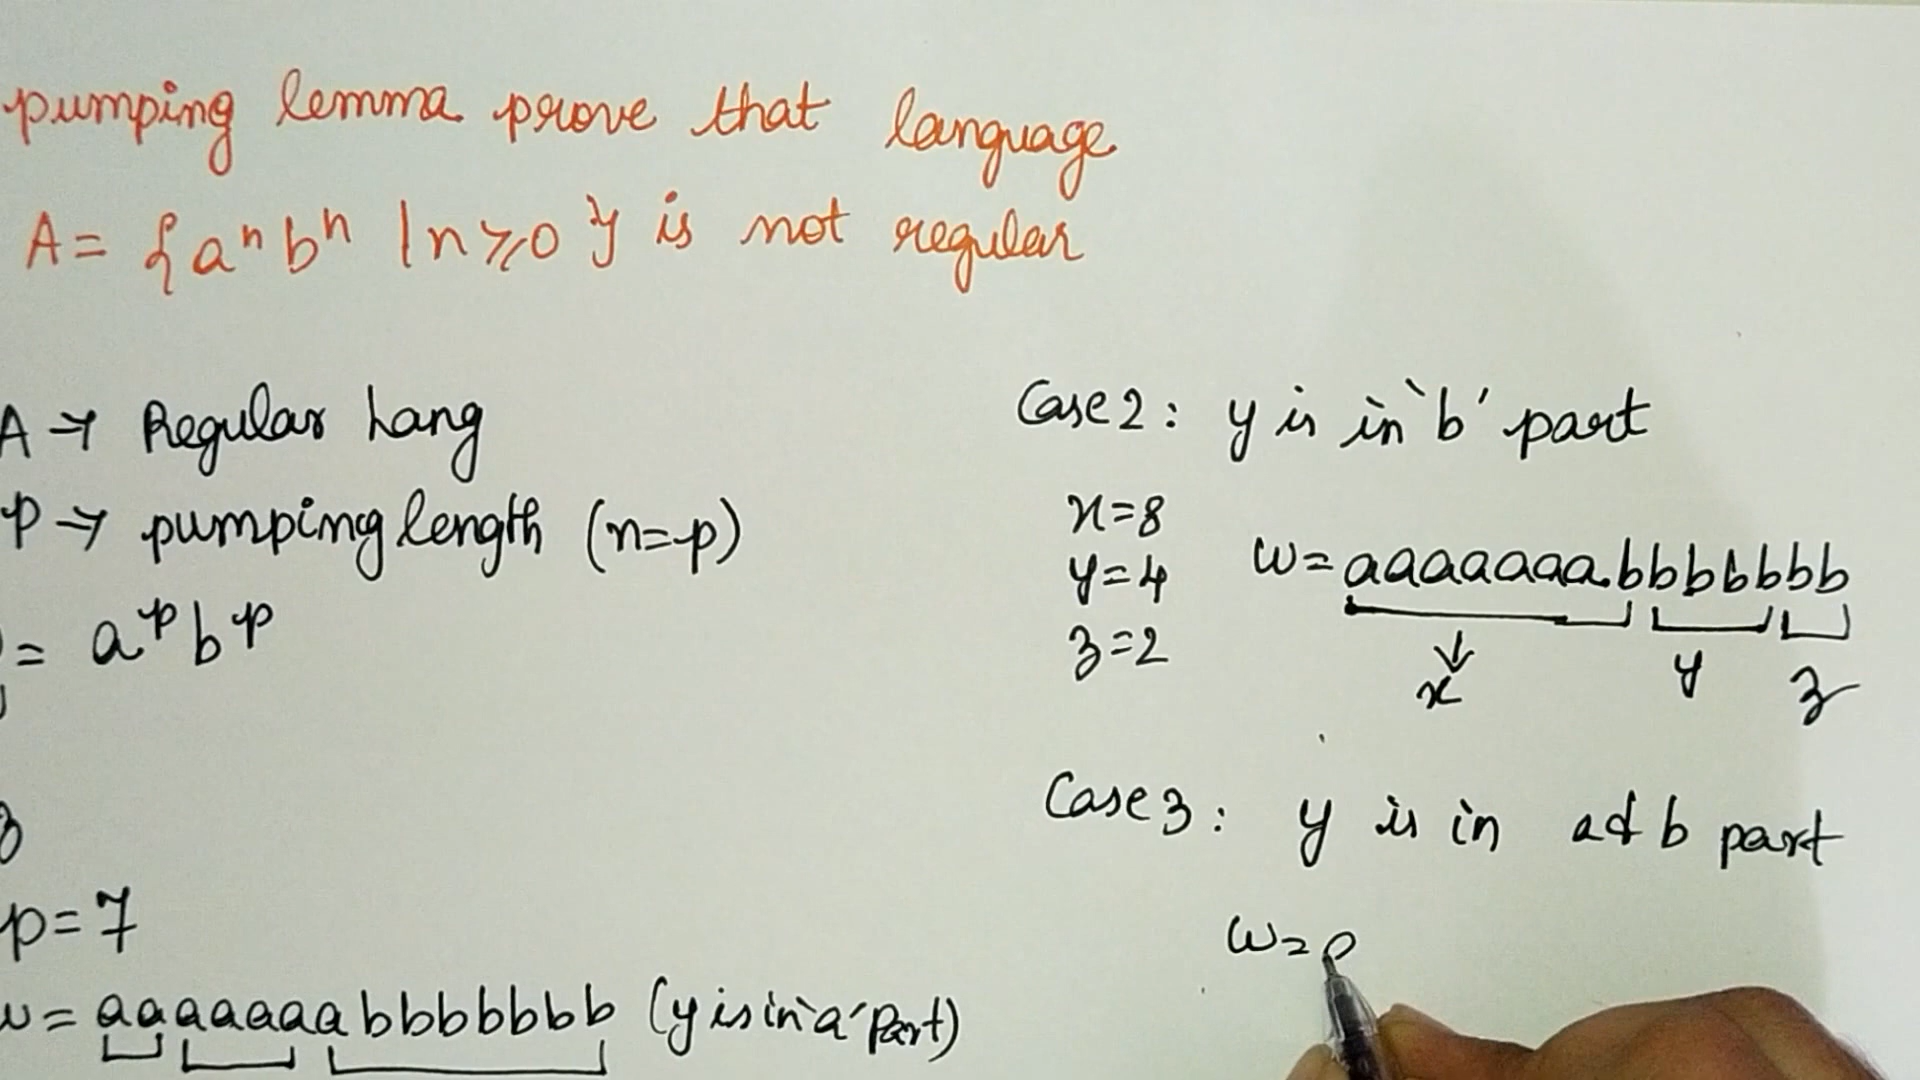 pumping lemma prove that language
A = {aⁿbⁿ | n ≥ 0} is not regular
A → Regular Lang
P → pumping length (n=p)
= aᵖbᵖ
p=7
w = aaaaaaabbbbbbb (y is in 'a' Part)
Case 2: y is in 'b' part
x=8
y=4
z=2
w=aaaaaaabbbbbbb
x y z
Case 3: y is in a & b part
w=